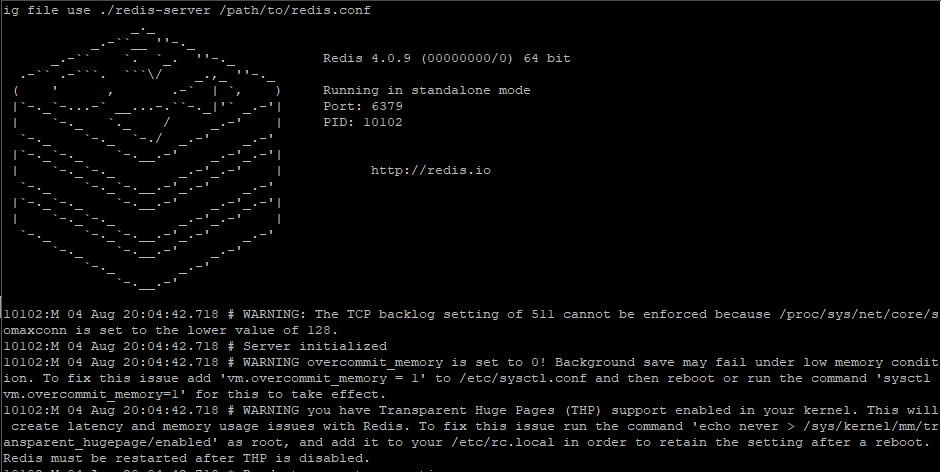 ig file use ./redis-server /path/to/redis.conf
Redis 4.0.9 (00000000/0) 64 bit
Running in standalone mode
Port: 6379
PID: 10102
http://redis.io
10102:M 04 Aug 20:04:42.718 # WARNING: The TCP backlog setting of 511 cannot be enforced because /proc/sys/net/core/s
omaxconn is set to the lower value of 128.
10102:M 04 Aug 20:04:42.718 # Server initialized
10102:M 04 Aug 20:04:42.718 # WARNING overcommit_memory is set to 0! Background save may fail under low memory condit
ion. To fix this issue add 'vm.overcommit_memory = 1' to /etc/sysctl.conf and then reboot or run the command 'sysctl
vm.overcommit_memory=1' for this to take effect.
10102:M 04 Aug 20:04:42.718 # WARNING you have Transparent Huge Pages (THP) support enabled in your kernel. This will
create latency and memory usage issues with Redis. To fix this issue run the command 'echo never > /sys/kernel/mm/tr
ansparent_hugepage/enabled' as root, and add it to your /etc/rc.local in order to retain the setting after a reboot.
Redis must be restarted after THP is disabled.